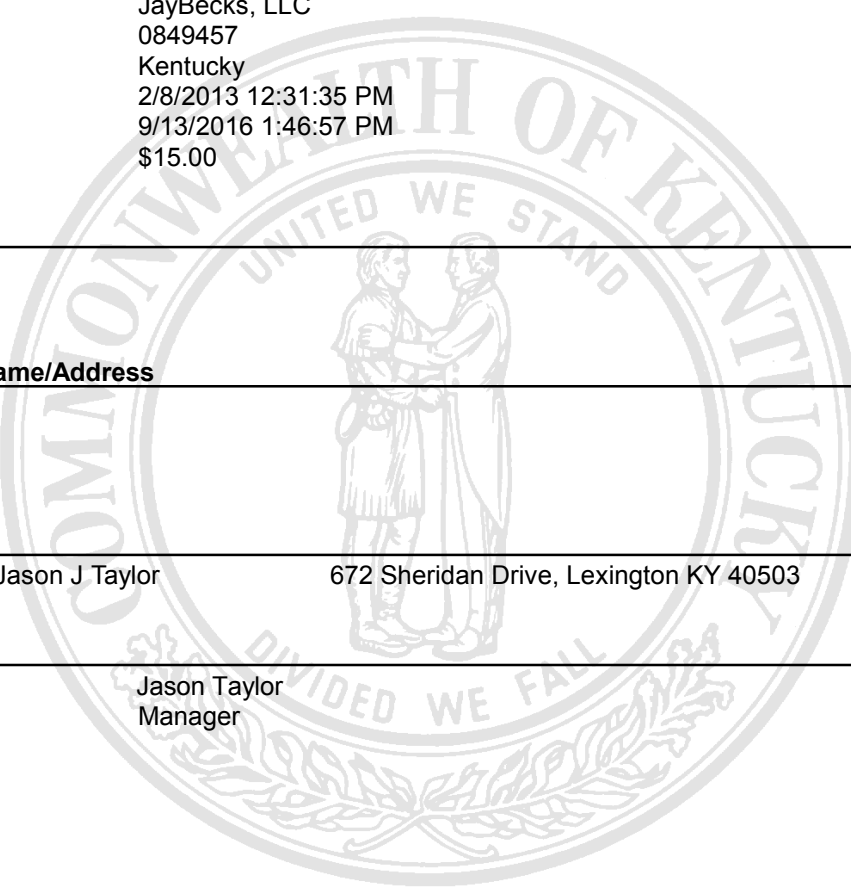 JayBecks, LLC
0849457
Kentucky
2/8/2013 12:31:35 PM
9/13/2016 1:46:57 PM
$15.00
COMMONWEALTH OF KENTUCKY
UNITED WE STAND
ame/Address
Jason J Taylor 672 Sheridan Drive, Lexington KY 40503
DIVIDED WE FALL
Jason Taylor
Manager